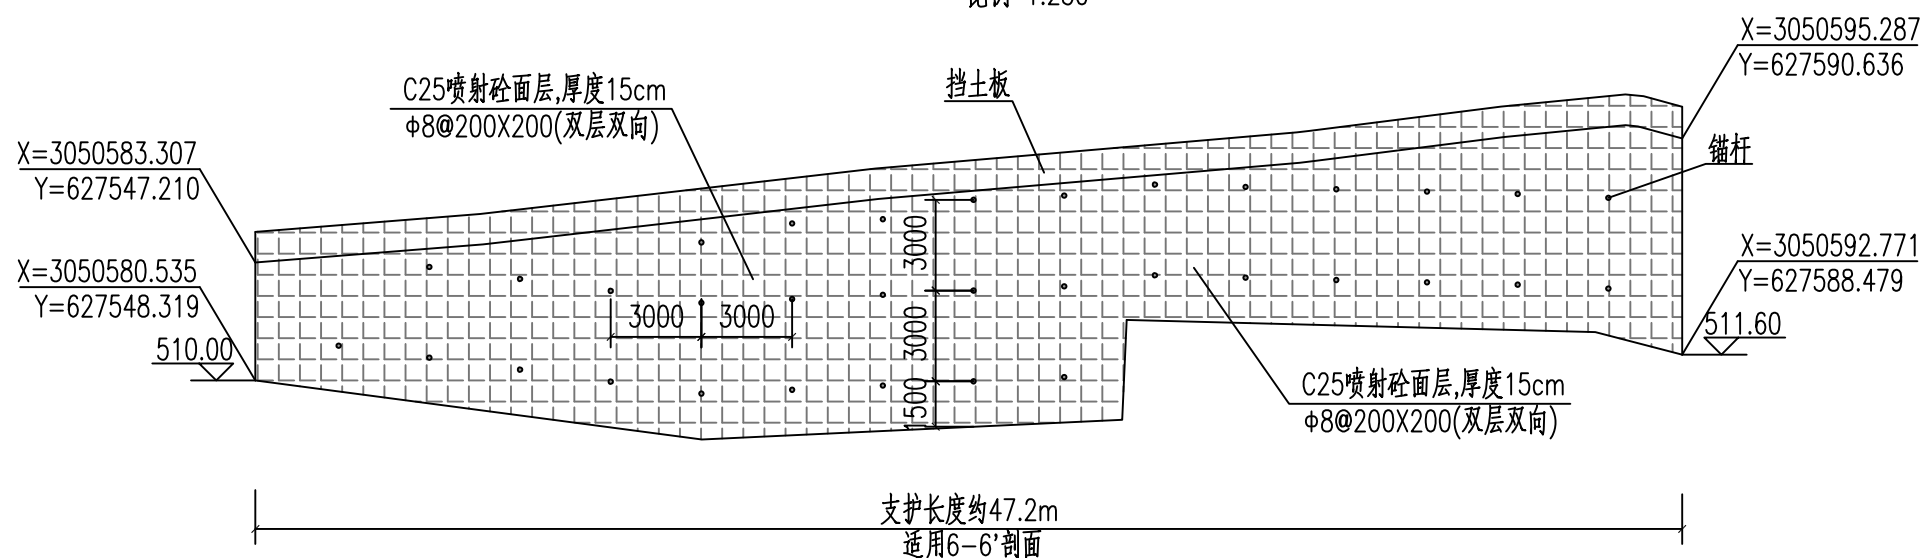 X=3050595.287
Y=627590.636
C25喷射砼面层,厚度15cm
ф8@200X200(双层双向)
挡土板
X=3050583.307
Y=627547.210
锚杆
X=3050580.535
Y=627548.319
510.00
3000
3000
3000
3000
1500
X=3050592.771
Y=627588.479
511.60
C25喷射砼面层,厚度15cm
ф8@200X200(双层双向)
支护长度约47.2m
适用6-6'剖面